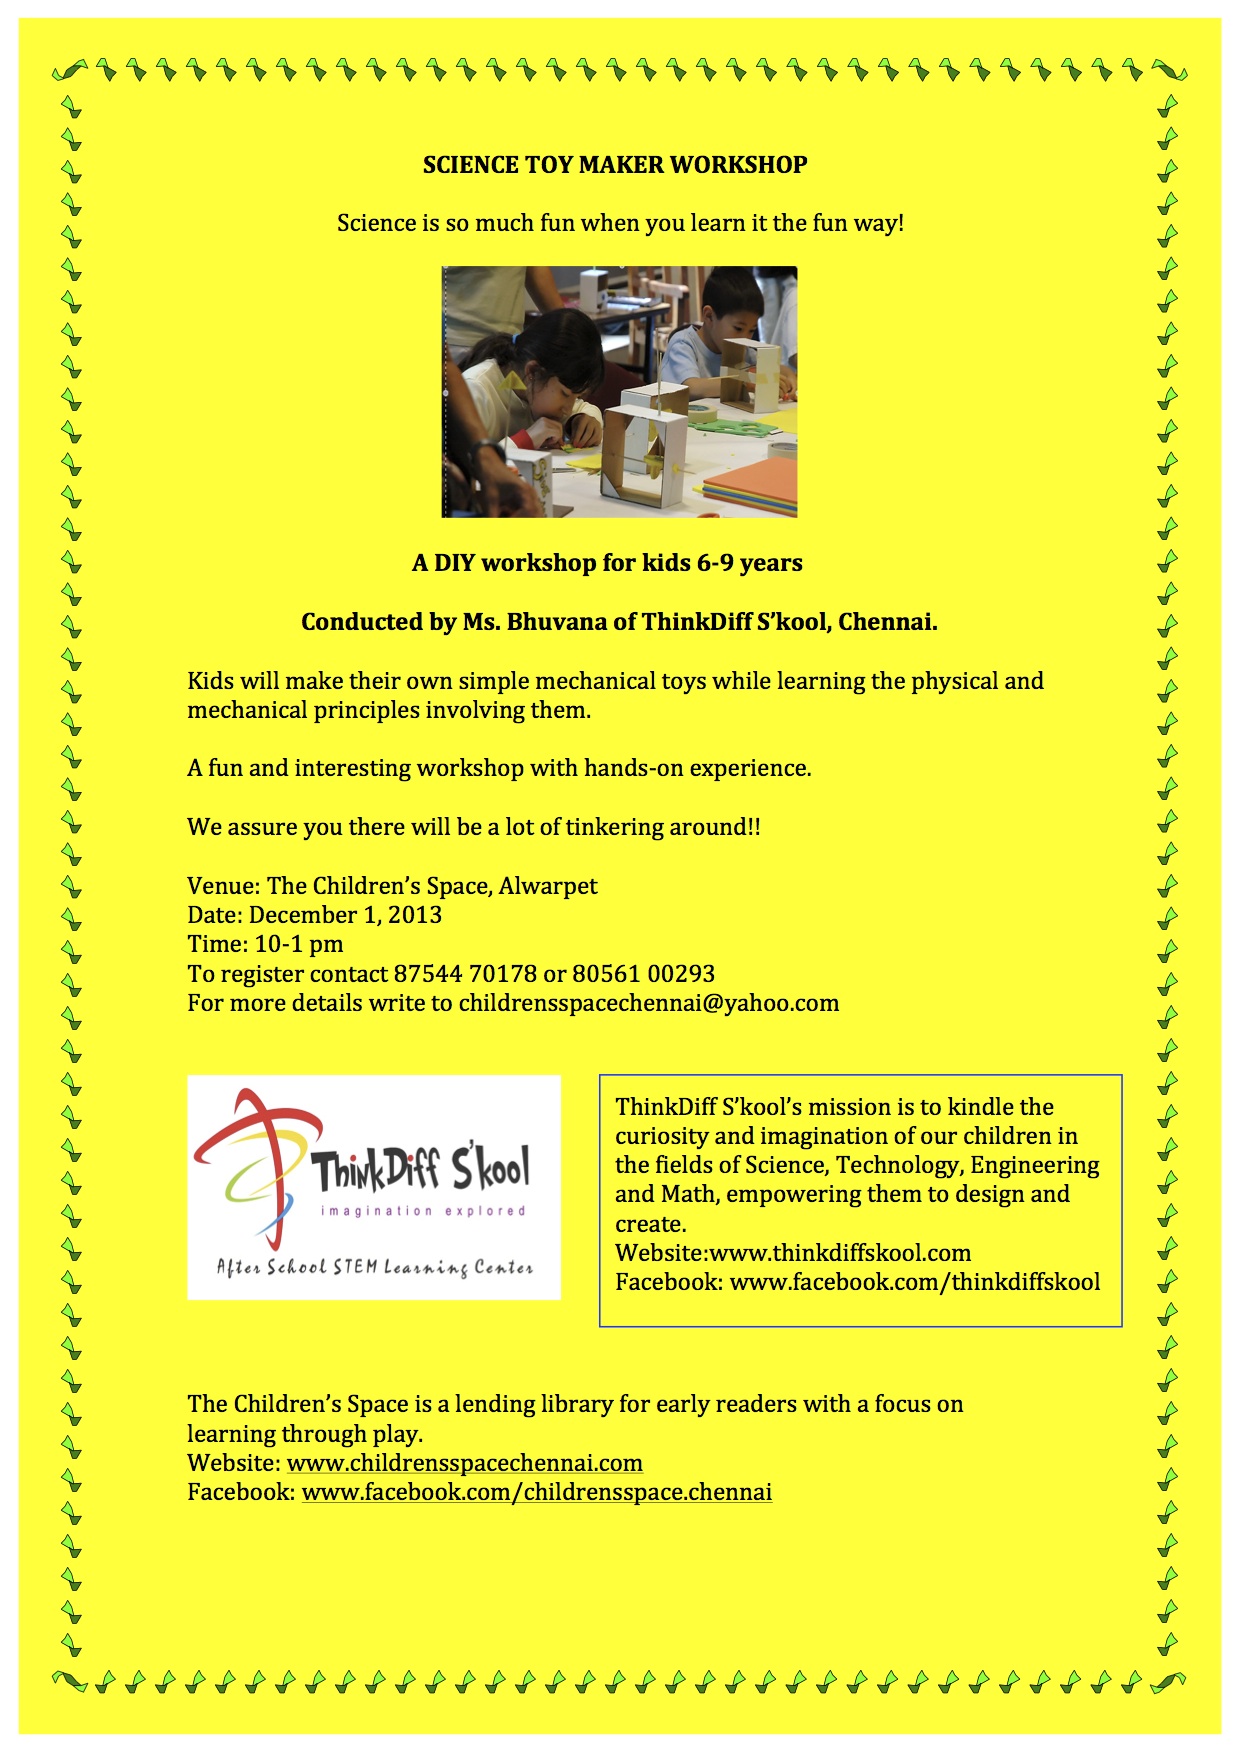 SCIENCE TOY MAKER WORKSHOP
Science is so much fun when you learn it the fun way!
A DIY workshop for kids 6-9 years
Conducted by Ms. Bhuvana of ThinkDiff S’kool, Chennai.
Kids will make their own simple mechanical toys while learning the physical and
mechanical principles involving them.
A fun and interesting workshop with hands-on experience.
We assure you there will be a lot of tinkering around!!
Venue: The Children’s Space, Alwarpet
Date: December 1, 2013
Time: 10-1 pm
To register contact 87544 70178 or 80561 00293
For more details write to childrensspacechennai@yahoo.com
ThinkDiff S'kool
imagination explored
After School STEM Learning Center
ThinkDiff S’kool’s mission is to kindle the
curiosity and imagination of our children in
the fields of Science, Technology, Engineering
and Math, empowering them to design and
create.
Website:www.thinkdiffskool.com
Facebook: www.facebook.com/thinkdiffskool
The Children’s Space is a lending library for early readers with a focus on
learning through play.
Website: www.childrensspacechennai.com
Facebook: www.facebook.com/childrensspace.chennai